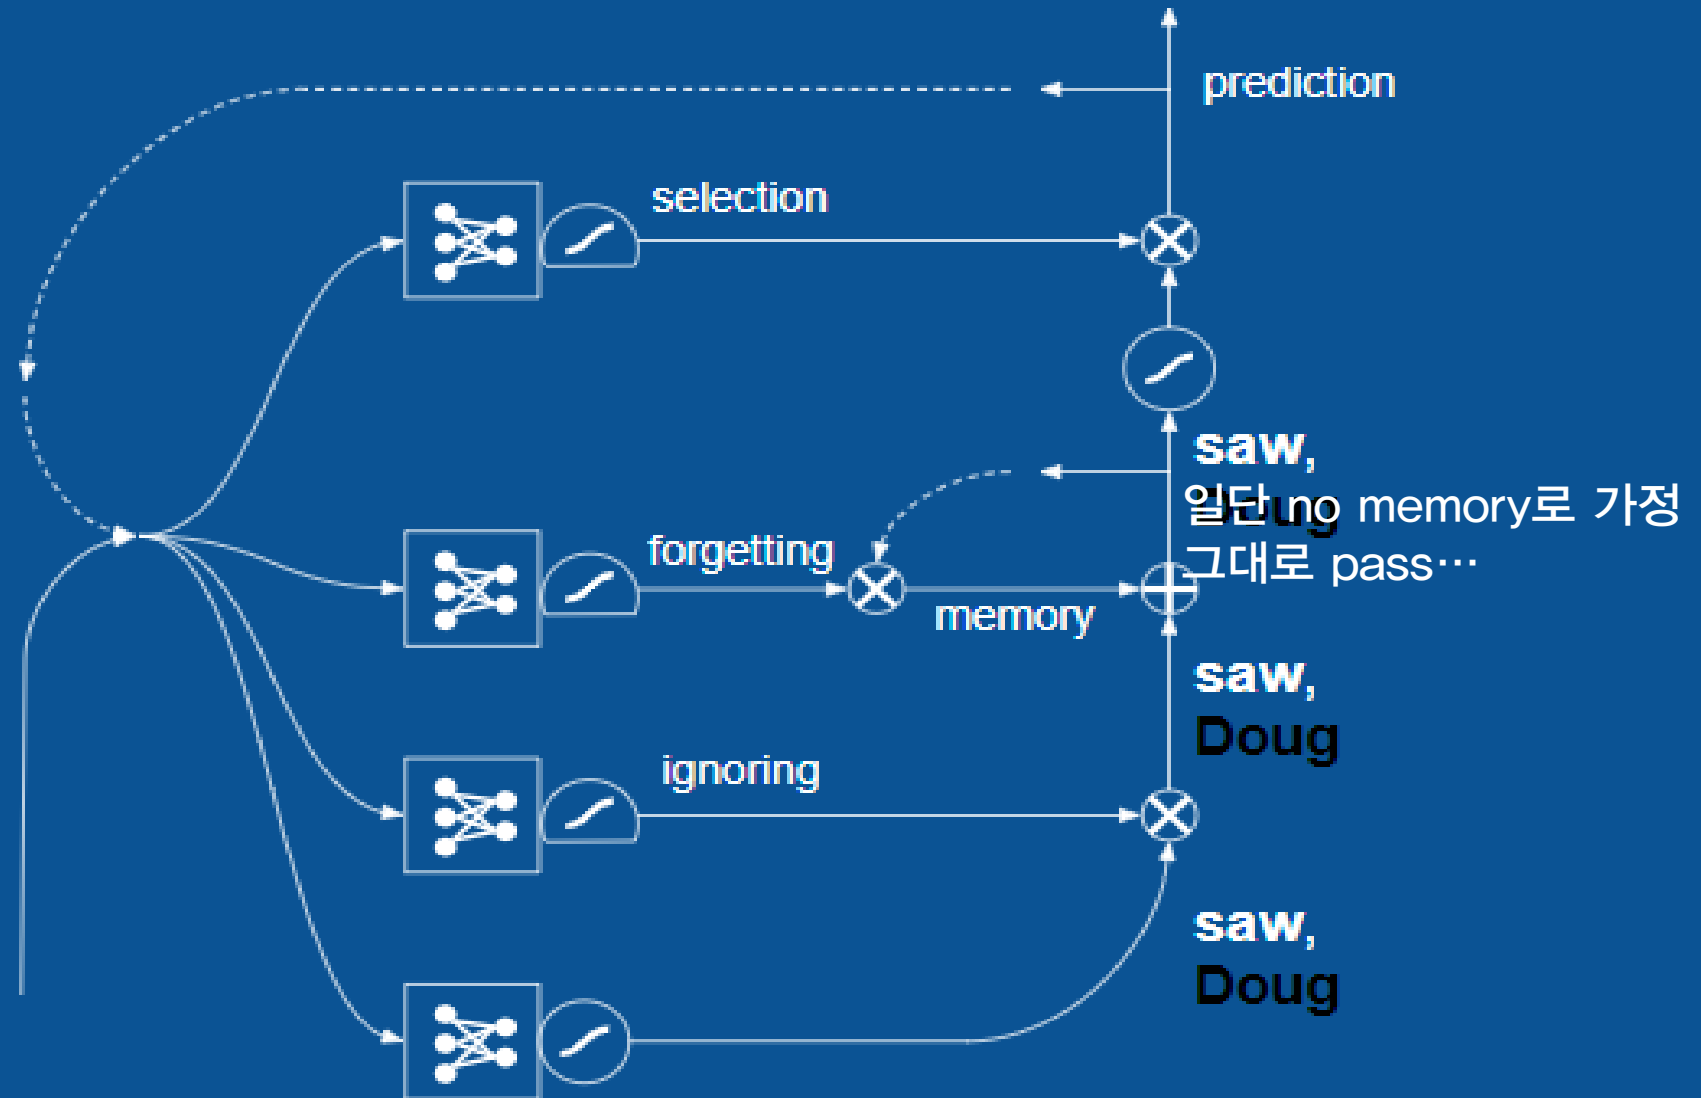 prediction
selection
saw,
Doug
일단 no memory로 가정
그대로 pass…
forgetting
memory
saw,
Doug
ignoring
saw,
Doug